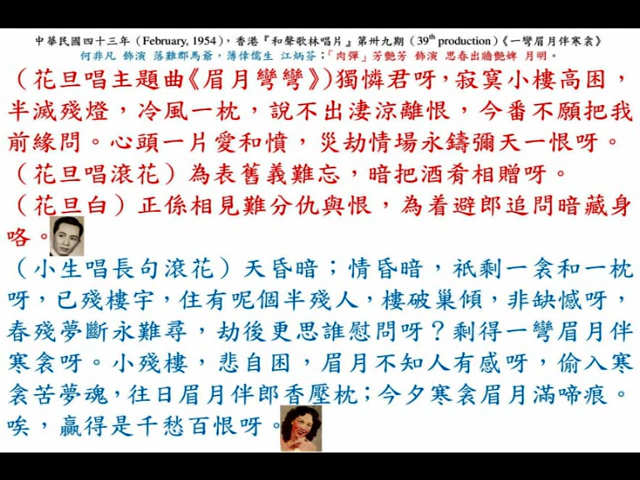 中華民國四十三年（February, 1954），香港『和聲歌林唱片』第卅九期（39th production）《一彎眉月伴寒衾》
何非凡 飾演 落難郡馬爺，薄倖儒生 江炳芬：「肉彈」芳艷芬 飾演 思春出牆艷婢 月明。
（花旦唱主題曲《眉月彎彎》）獨憐君呀，寂寞小樓高困，
半滅殘燈，冷風一枕，說不出淒涼離恨，今番不願把我
前緣問。心頭一片愛和憤，災劫情場永鑄彌天一恨呀。
（花旦唱滾花）為表舊義難忘，暗把酒肴相贈呀。
（花旦白）正係相見難分仇與恨，為着避郎追問暗藏身
咯。
（小生唱長句滾花）天昏暗；情昏暗，祇剩一衾和一枕
呀，已殘樓宇，住有呢個半殘人，樓破巢傾，非缺憾呀，
春殘夢斷永難尋，劫後更思誰慰問呀？剩得一彎眉月伴
寒衾呀。小殘樓，悲自困，眉月不知人有感呀，偷入寒
衾苦夢魂，往日眉月伴郎香壓枕；今夕寒衾眉月滿啼痕。
唉，贏得是千愁百恨呀。